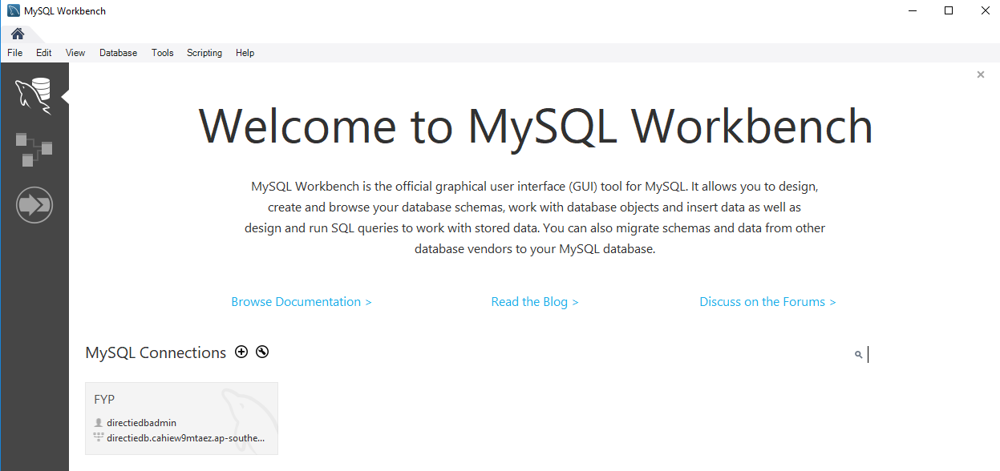 MySQL Workbench
File Edit View Database Tools Scripting Help
Welcome to MySQL Workbench
MySQL Workbench is the official graphical user interface (GUI) tool for MySQL. It allows you to design,
create and browse your database schemas, work with database objects and insert data as well as
design and run SQL queries to work with stored data. You can also migrate schemas and data from other
database vendors to your MySQL database.
Browse Documentation > Read the Blog > Discuss on the Forums >
MySQL Connections
FYP
directiedbadmin
directiedb.cahiew9mtaez.ap-southe...